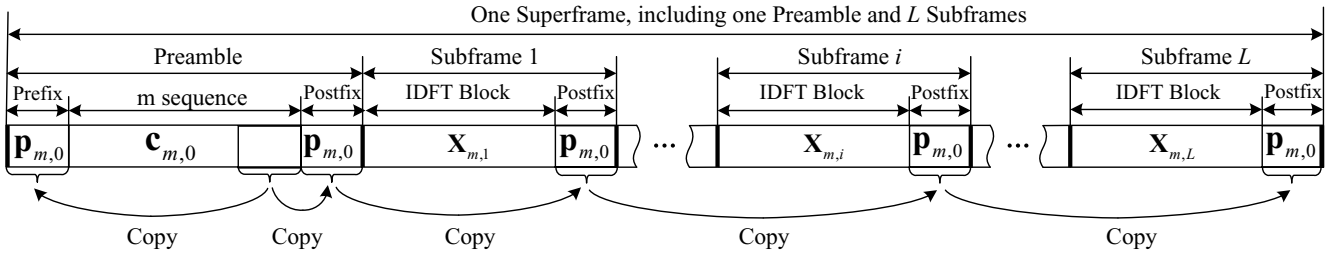 One Superframe, including one Preamble and L Subframes
Preamble Subframe 1 Subframe i Subframe L
Prefix m sequence Postfix IDFT Block Postfix IDFT Block Postfix IDFT Block Postfix
p_{m,0} c_{m,0} p_{m,0} x_{m,1} p_{m,0} ... x_{m,i} p_{m,0} ... x_{m,L} p_{m,0}
Copy Copy Copy Copy Copy